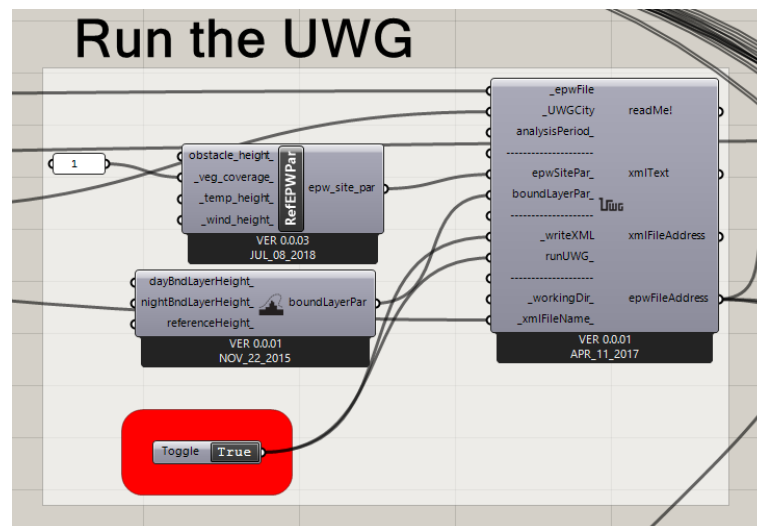 Run the UWG
_epwFile
_UWGCity
readMe!
analysisPeriod_
--------------------
epwSitePar_
xmlText
boundLayerPar_
--------------------
_writeXML
xmlFileAddress
runUWG_
--------------------
_workingDir_
epwFileAddress
_xmlFileName_
Uwg
VER 0.0.01
APR_11_2017
1
obstacle_height_
_veg_coverage_
_temp_height_
_wind_height_
RefEPWPar
epw_site_par
VER 0.0.03
JUL_08_2018
dayBndLayerHeight_
nightBndLayerHeight_
boundLayerPar
referenceHeight_
VER 0.0.01
NOV_22_2015
Toggle True